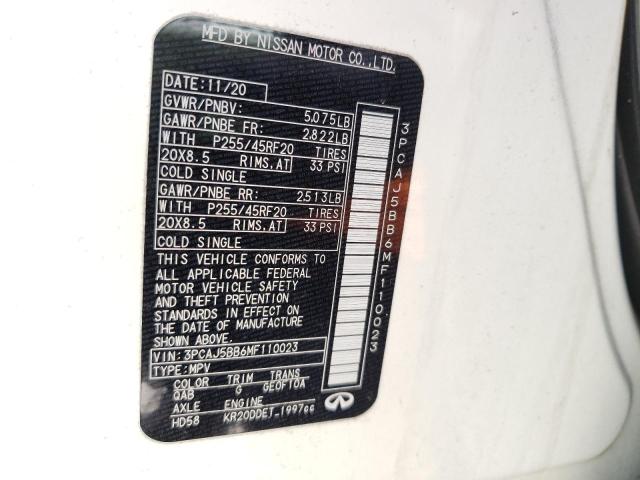 MFD BY NISSAN MOTOR CO.,LTD.
DATE: 11/20
GVWR/PNBV: 5,075LB
GAWR/PNBE FR: 2,822LB
WITH P255/45RF20 TIRES
20X8.5 RIMS.AT 33 PSI
COLD SINGLE
GAWR/PNBE RR: 2,513LB
WITH P255/45RF20 TIRES
20X8.5 RIMS.AT 33 PSI
COLD SINGLE
THIS VEHICLE CONFORMS TO
ALL APPLICABLE FEDERAL
MOTOR VEHICLE SAFETY
AND THEFT PREVENTION
STANDARDS IN EFFECT
ON THE DATE OF MANUFACTURE
SHOWN ABOVE.
VIN: 3PCAJ5BB6MF110023
TYPE: MPV
COLOR TRIM TRANS
QAB G GE0F10A
AXLE ENGINE
HD58 KR20DDET-1997cc
3PCAJ5BB6MF110023